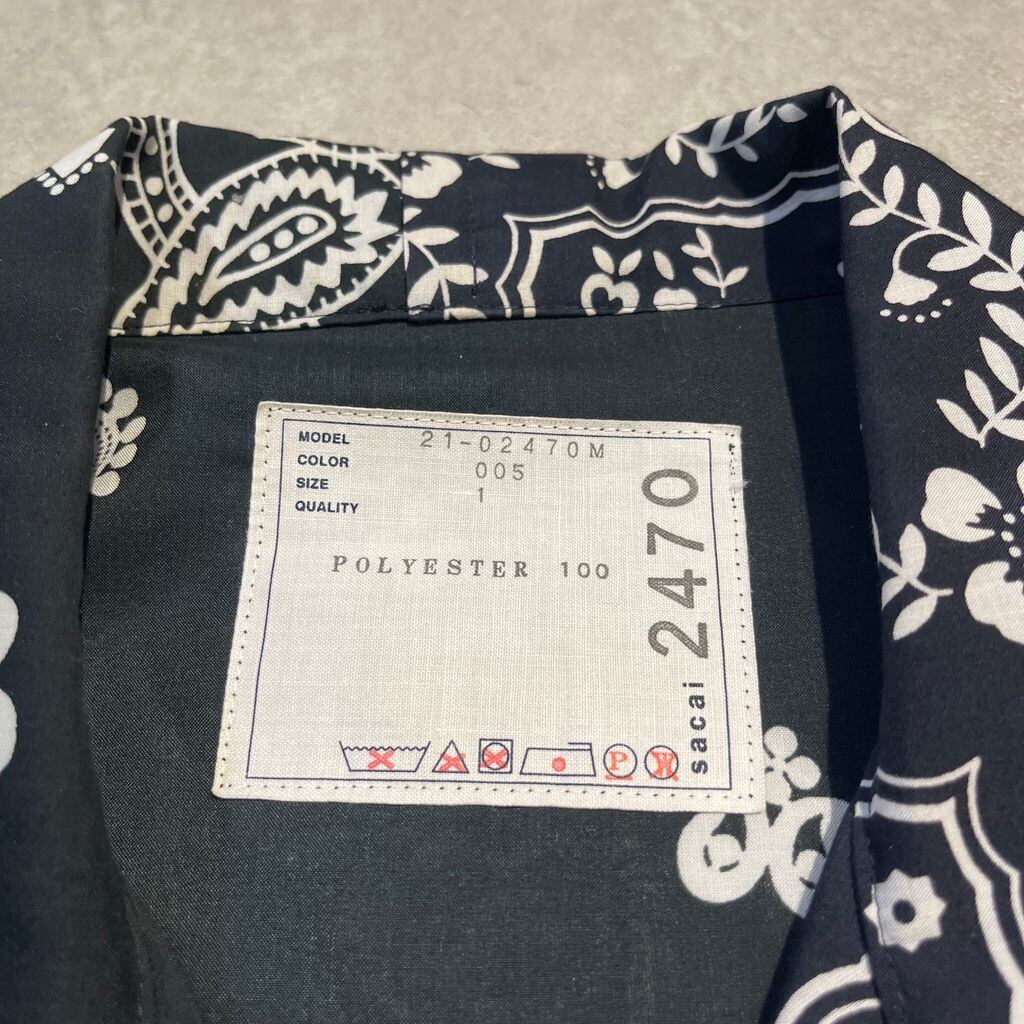 MODEL 21-02470M
COLOR 005
SIZE 1
QUALITY
POLYESTER 100
sacai 2470
P
W